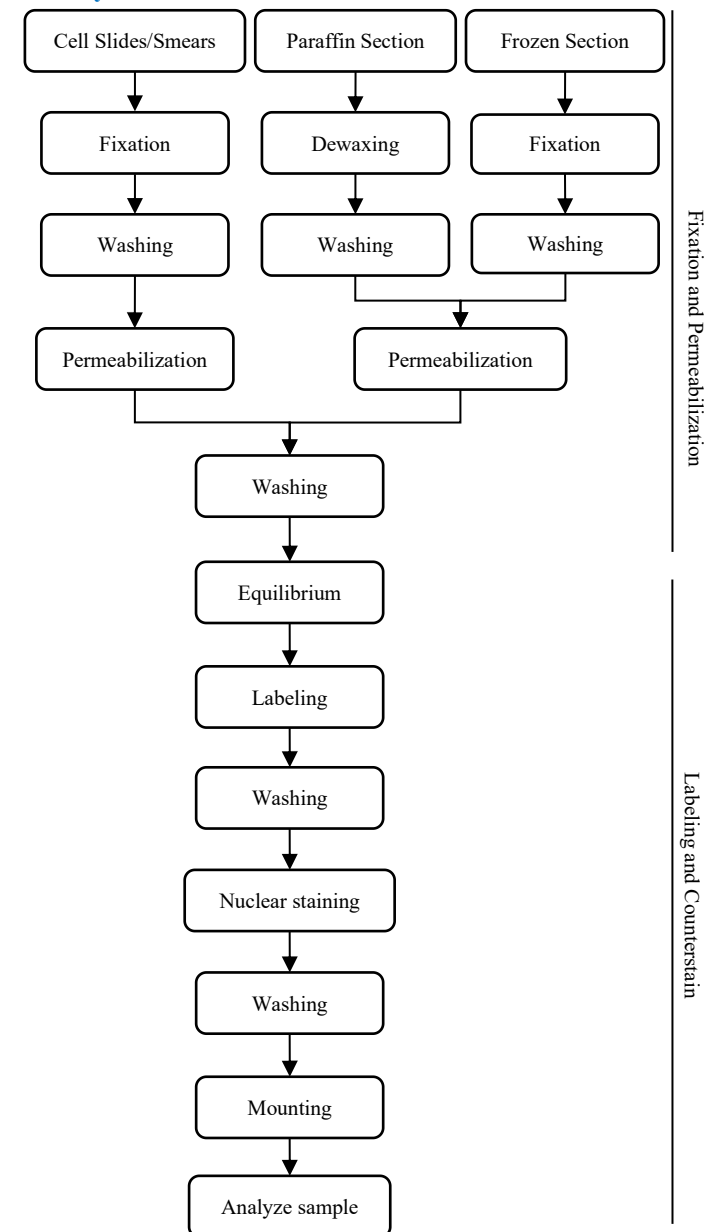 Cell Slides/Smears
Paraffin Section
Frozen Section
Fixation
Dewaxing
Fixation
Washing
Washing
Washing
Permeabilization
Permeabilization
Washing
Equilibrium
Labeling
Washing
Nuclear staining
Washing
Mounting
Analyze sample
Fixation and Permeabilization
Labeling and Counterstain